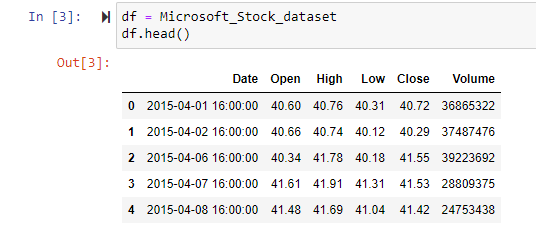 In [3]:
df = Microsoft_Stock_dataset
df.head()
Out[3]:
Date Open High Low Close Volume
0 2015-04-01 16:00:00 40.60 40.76 40.31 40.72 36865322
1 2015-04-02 16:00:00 40.66 40.74 40.12 40.29 37487476
2 2015-04-06 16:00:00 40.34 41.78 40.18 41.55 39223692
3 2015-04-07 16:00:00 41.61 41.91 41.31 41.53 28809375
4 2015-04-08 16:00:00 41.48 41.69 41.04 41.42 24753438